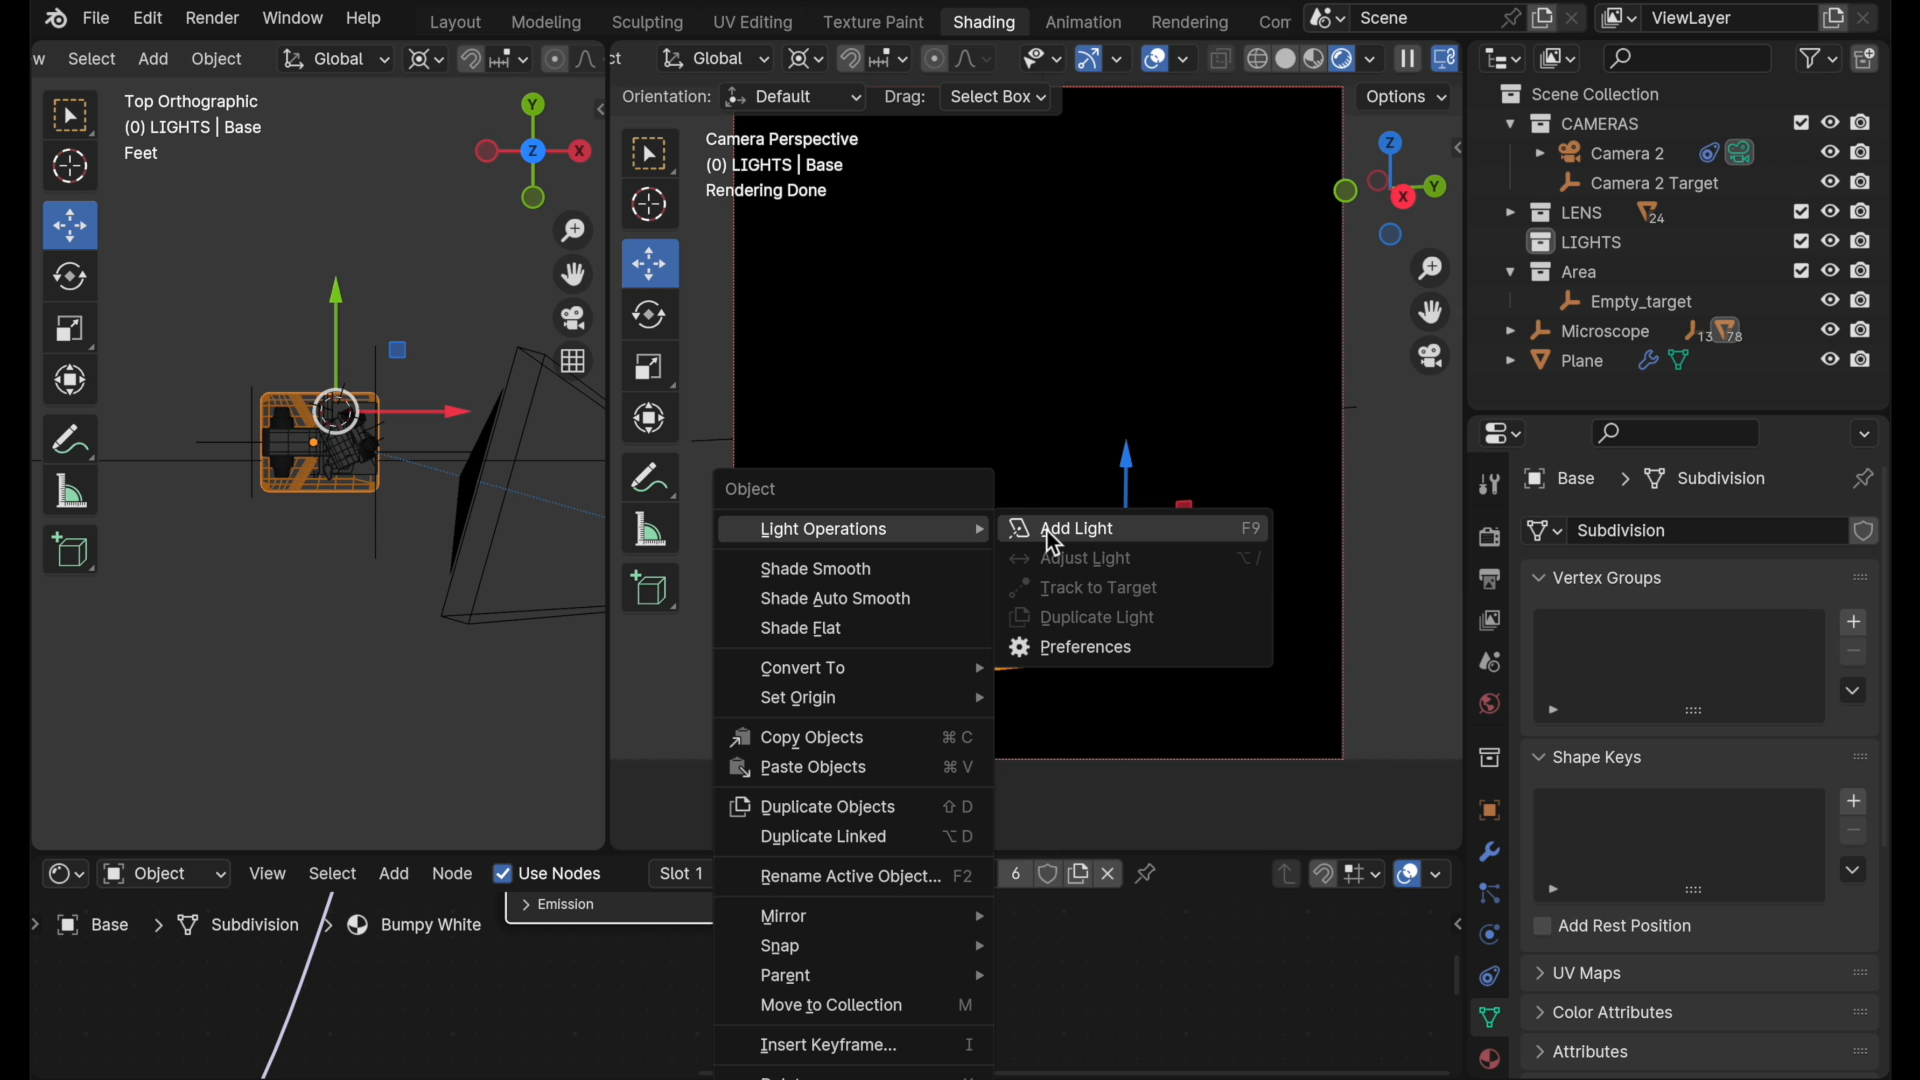 File Edit Render Window Help
Layout Modeling Sculpting UV Editing Texture Paint Shading Animation Rendering
Scene
ViewLayer
w Select Add Object Global
Global
Orientation: Default Drag: Select Box
Options
Top Orthographic
(0) LIGHTS | Base
Feet
Y
Z
X
Camera Perspective
(0) LIGHTS | Base
Rendering Done
Z
Y
X
Scene Collection
CAMERAS
Camera 2
Camera 2 Target
LENS 24
LIGHTS
Area
Empty_target
Microscope 13 78
Plane
Object
Light Operations
Shade Smooth
Shade Auto Smooth
Shade Flat
Convert To
Set Origin
Copy Objects ⌘ C
Paste Objects ⌘ V
Duplicate Objects ⇧ D
Duplicate Linked ⌥ D
Rename Active Object... F2
Mirror
Snap
Parent
Move to Collection M
Insert Keyframe... I
Add Light F9
Adjust Light ⌥ /
Track to Target
Duplicate Light
Preferences
Base > Subdivision
Subdivision
Vertex Groups
Shape Keys
Add Rest Position
UV Maps
Color Attributes
Attributes
Object View Select Add Node Use Nodes Slot 1
6
Emission
Base > Subdivision > Bumpy White